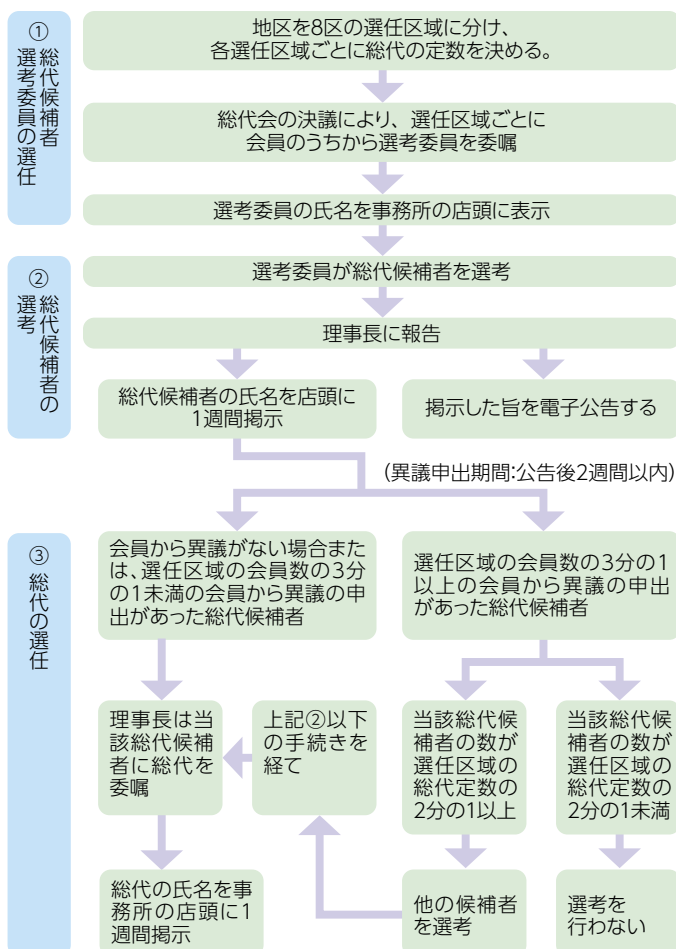 ①
総代候補者
選考委員の選任
地区を8区の選任区域に分け、
各選任区域ごとに総代の定数を決める。
総代会の決議により、選任区域ごとに
会員のうちから選考委員を委嘱
選考委員の氏名を事務所の店頭に表示
②
総代候補者の
選考
選考委員が総代候補者を選考
理事長に報告
総代候補者の氏名を店頭に
1週間掲示
掲示した旨を電子公告する
(異議申出期間:公告後2週間以内)
③
総代の選任
会員から異議がない場合また
は、選任区域の会員数の3分
の1未満の会員から異議の申
出があった総代候補者
選任区域の会員数の3分の1
以上の会員から異議の申出
があった総代候補者
理事長は当
該総代候補
者に総代を
委嘱
上記②以下
の手続きを
経て
当該総代候
補者の数が
選任区域の
総代定数の
2分の1以上
当該総代候
補者の数が
選任区域の
総代定数の
2分の1未満
総代の氏名を事
務所の店頭に1
週間掲示
他の候補者
を選考
選考を
行わない